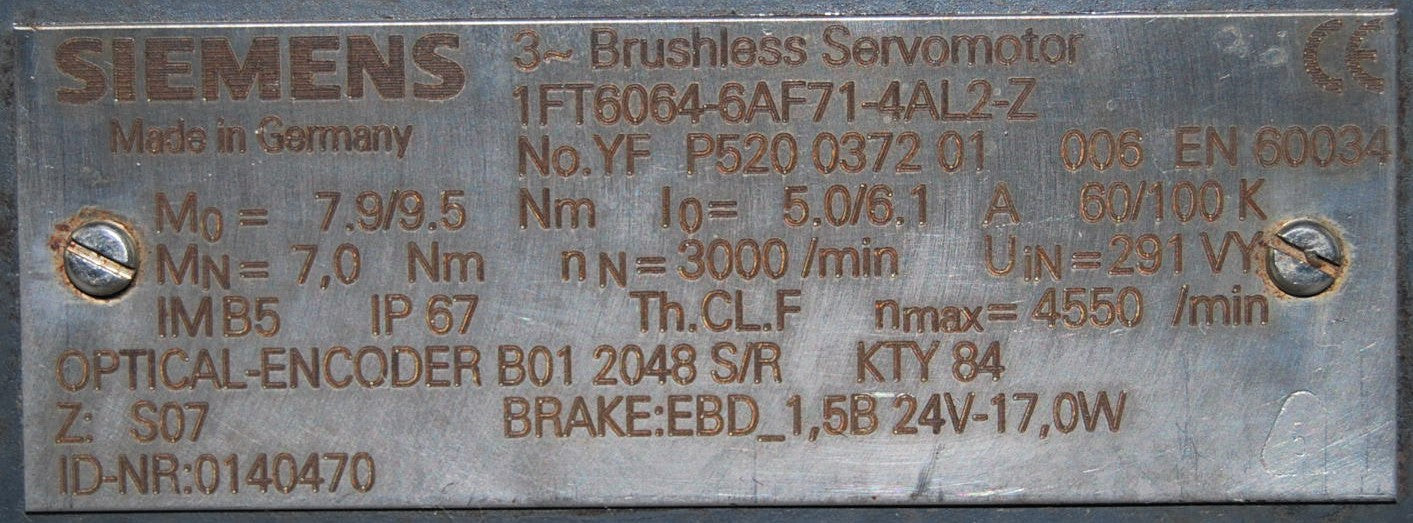 SIEMENS 3~ Brushless Servomotor CE
1FT6064-6AF71-4AL2-Z
Made in Germany
No.YF P520 0372 01 006 EN 60034
M0 = 7.9/9.5 Nm I0= 5.0/6.1 A 60/100 K
MN= 7,0 Nm nN= 3000 /min UiN=291 VY
IM B5 IP 67 Th.CL.F nmax= 4550 /min
OPTICAL-ENCODER B01 2048 S/R KTY 84
Z: S07 BRAKE:EBD_1,5B 24V-17,0W
ID-NR:0140470